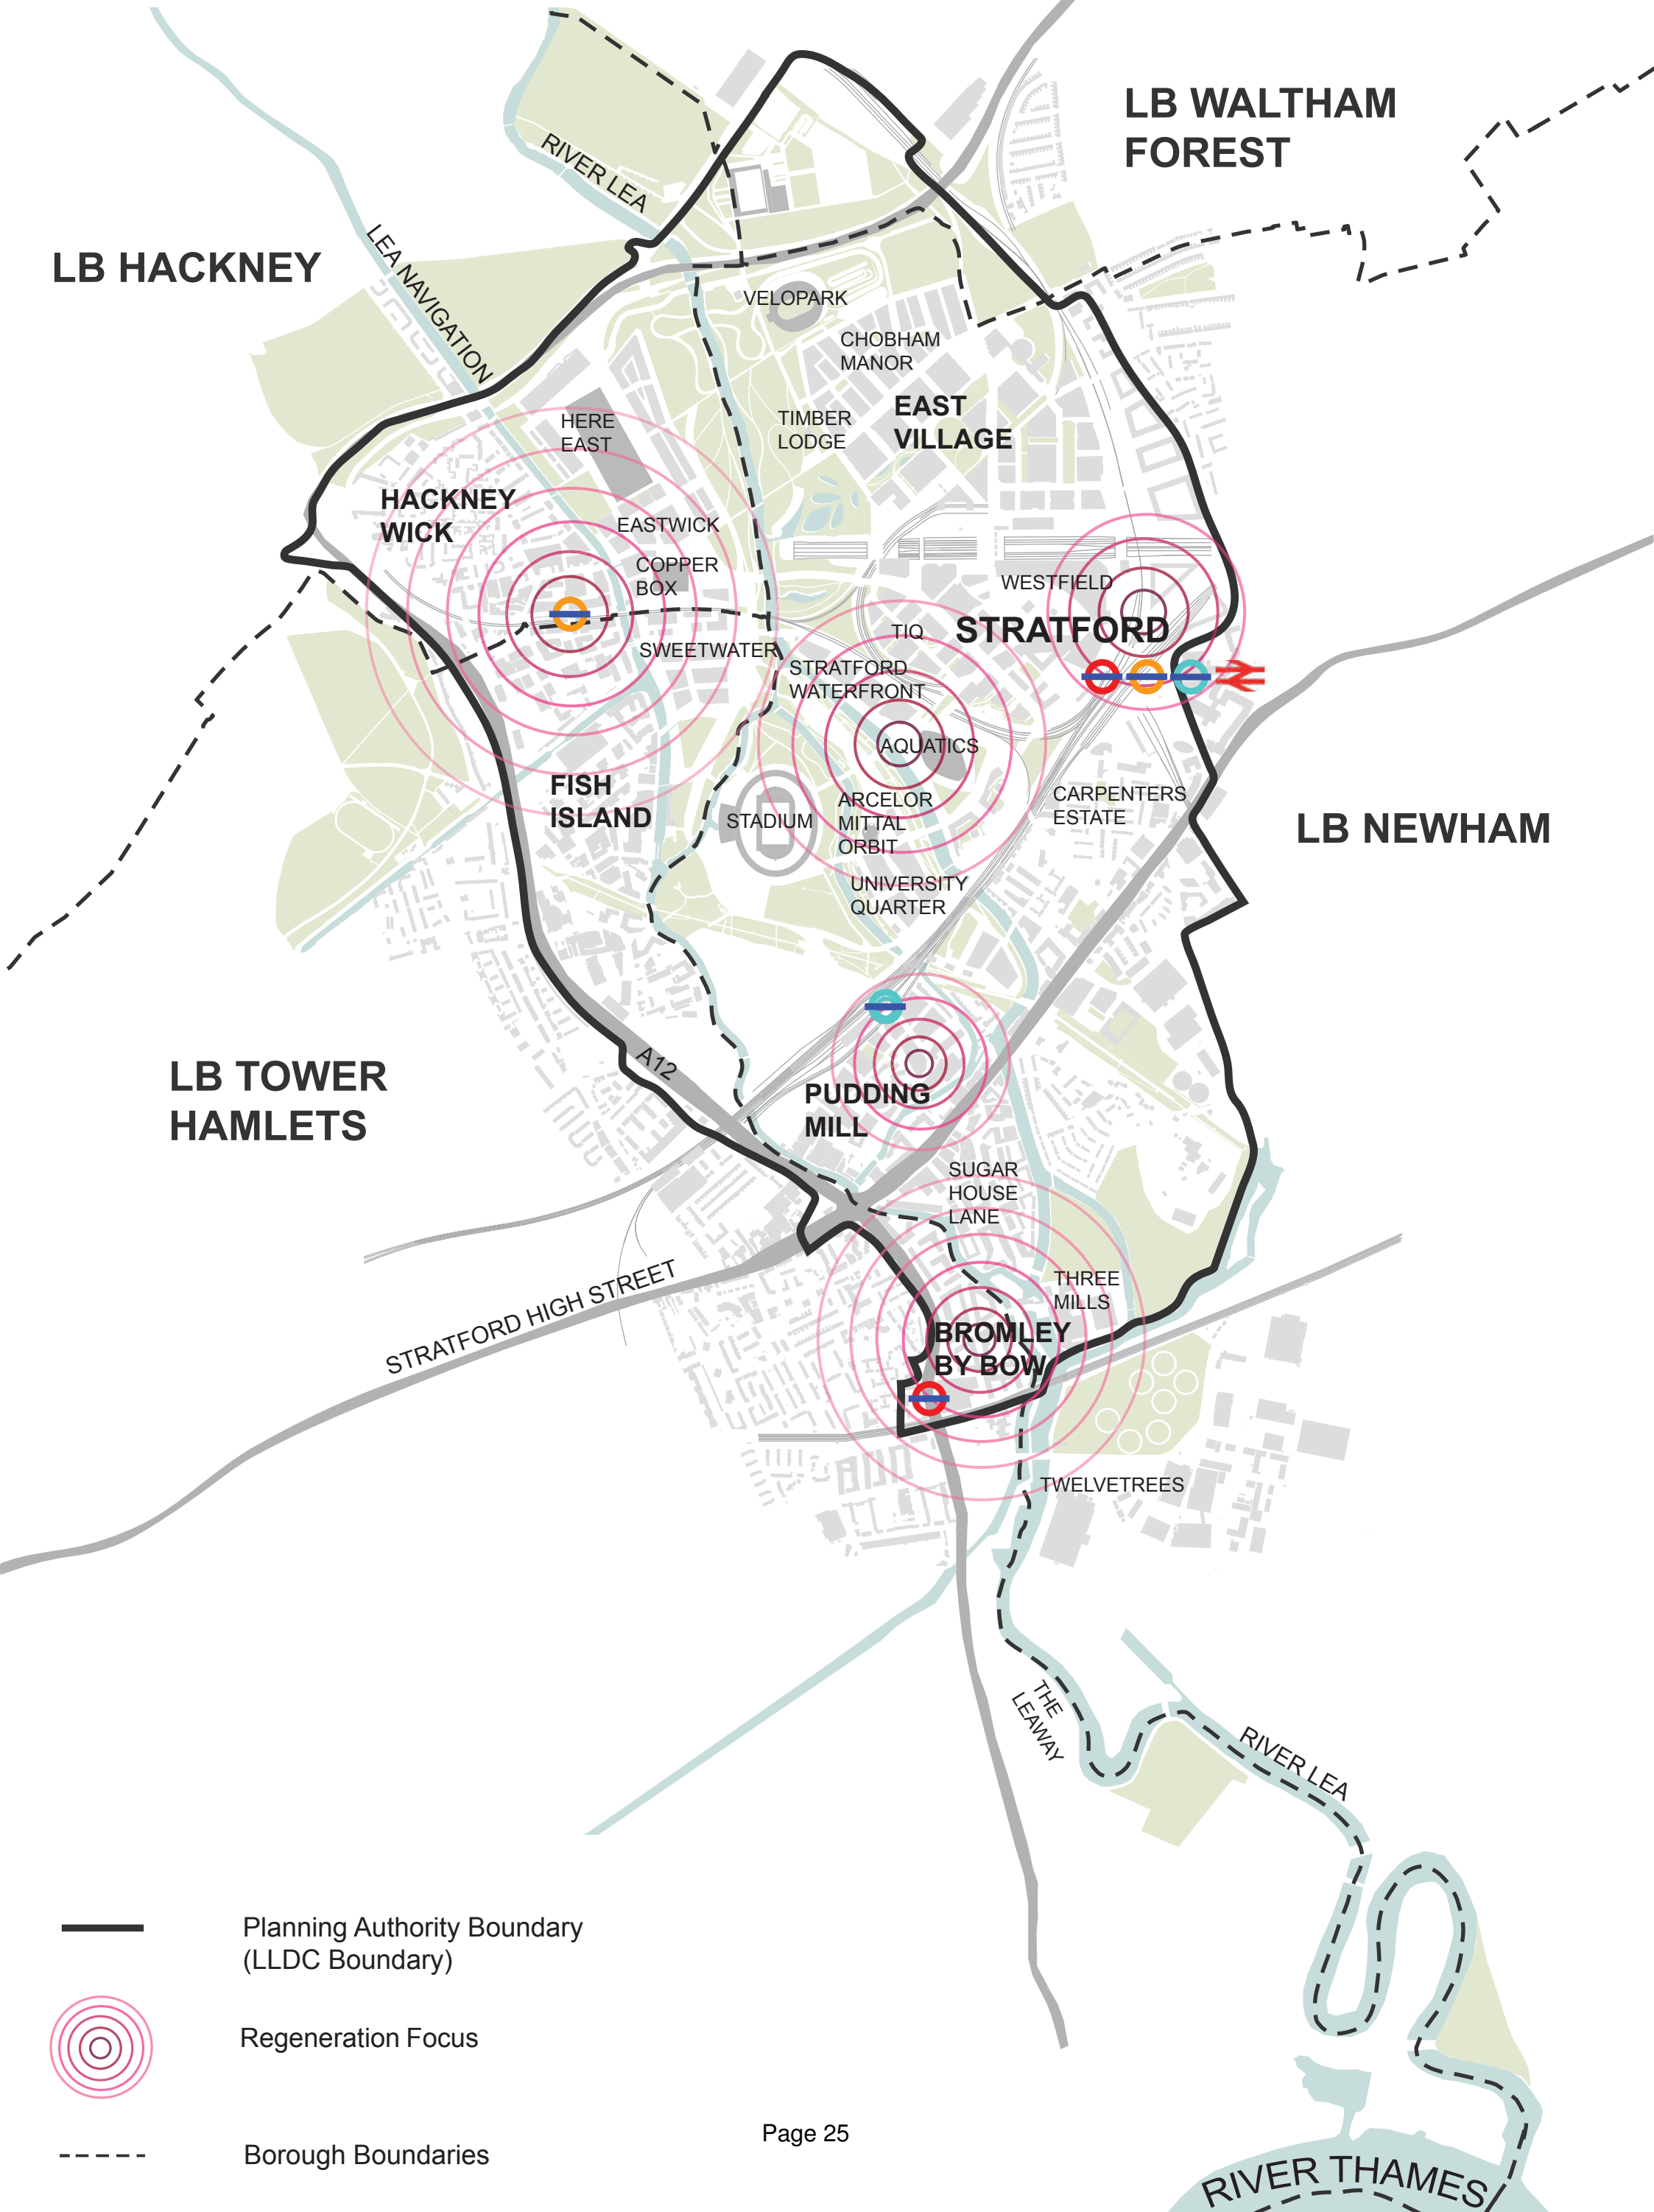 LB WALTHAM
FOREST
RIVER LEA
LB HACKNEY
LEA NAVIGATION
VELOPARK
CHOBHAM
MANOR
EAST
VILLAGE
TIMBER
LODGE
HERE
EAST
HACKNEY
WICK
EASTWICK
COPPER
BOX
WESTFIELD
STRATFORD
TIQ
SWEETWATER
STRATFORD
WATERFRONT
AQUATICS
FISH
ISLAND
STADIUM
ARCELOR
MITTAL
ORBIT
CARPENTERS
ESTATE
LB NEWHAM
UNIVERSITY
QUARTER
A12
LB TOWER
HAMLETS
PUDDING
MILL
SUGAR
HOUSE
LANE
STRATFORD HIGH STREET
THREE
MILLS
BROMLEY
BY BOW
TWELVETREES
THE
LEAWAY
RIVER LEA
Planning Authority Boundary
(LLDC Boundary)
Regeneration Focus
Page 25
Borough Boundaries
RIVER THAMES